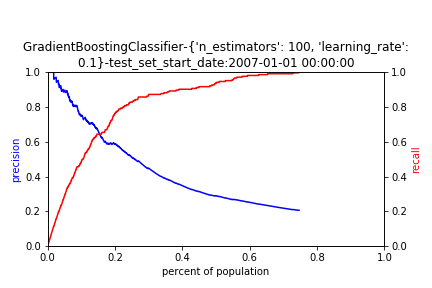 GradientBoostingClassifier-{'n_estimators': 100, 'learning_rate':
0.1}-test_set_start_date:2007-01-01 00:00:00
1.0
0.8
0.6
0.4
0.2
0.0
precision
1.0
0.8
0.6
0.4
0.2
0.0
recall
0.0 0.2 0.4 0.6 0.8 1.0
percent of population